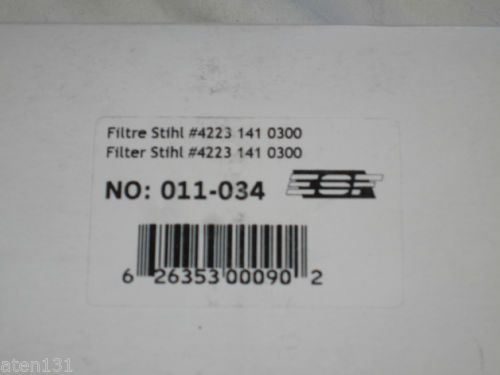 Filtre Stihl #4223 141 0300
Filter Stihl #4223 141 0300
NO: 011-034
6 26353 00090 2
aten131